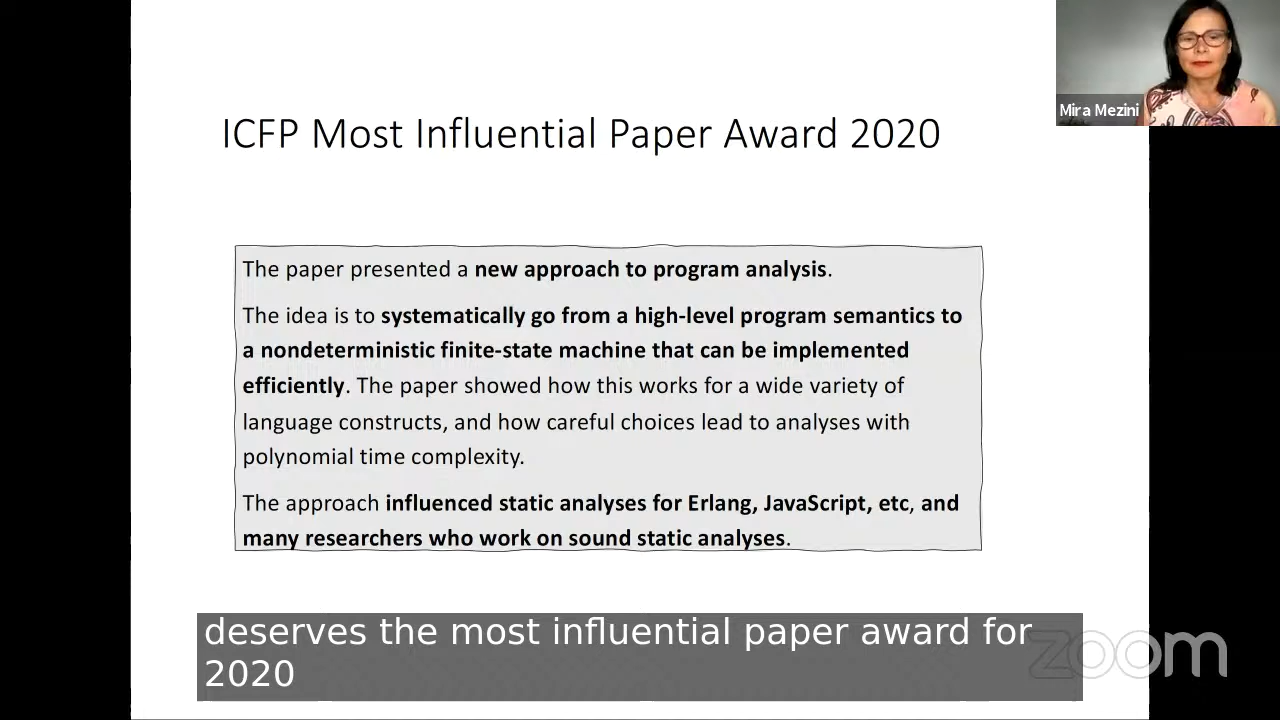 Mira Mezini
ICFP Most Influential Paper Award 2020
The paper presented a new approach to program analysis.
The idea is to systematically go from a high-level program semantics to
a nondeterministic finite-state machine that can be implemented
efficiently. The paper showed how this works for a wide variety of
language constructs, and how careful choices lead to analyses with
polynomial time complexity.
The approach influenced static analyses for Erlang, JavaScript, etc, and
many researchers who work on sound static analyses.
deserves the most influential paper award for
2020
zoom